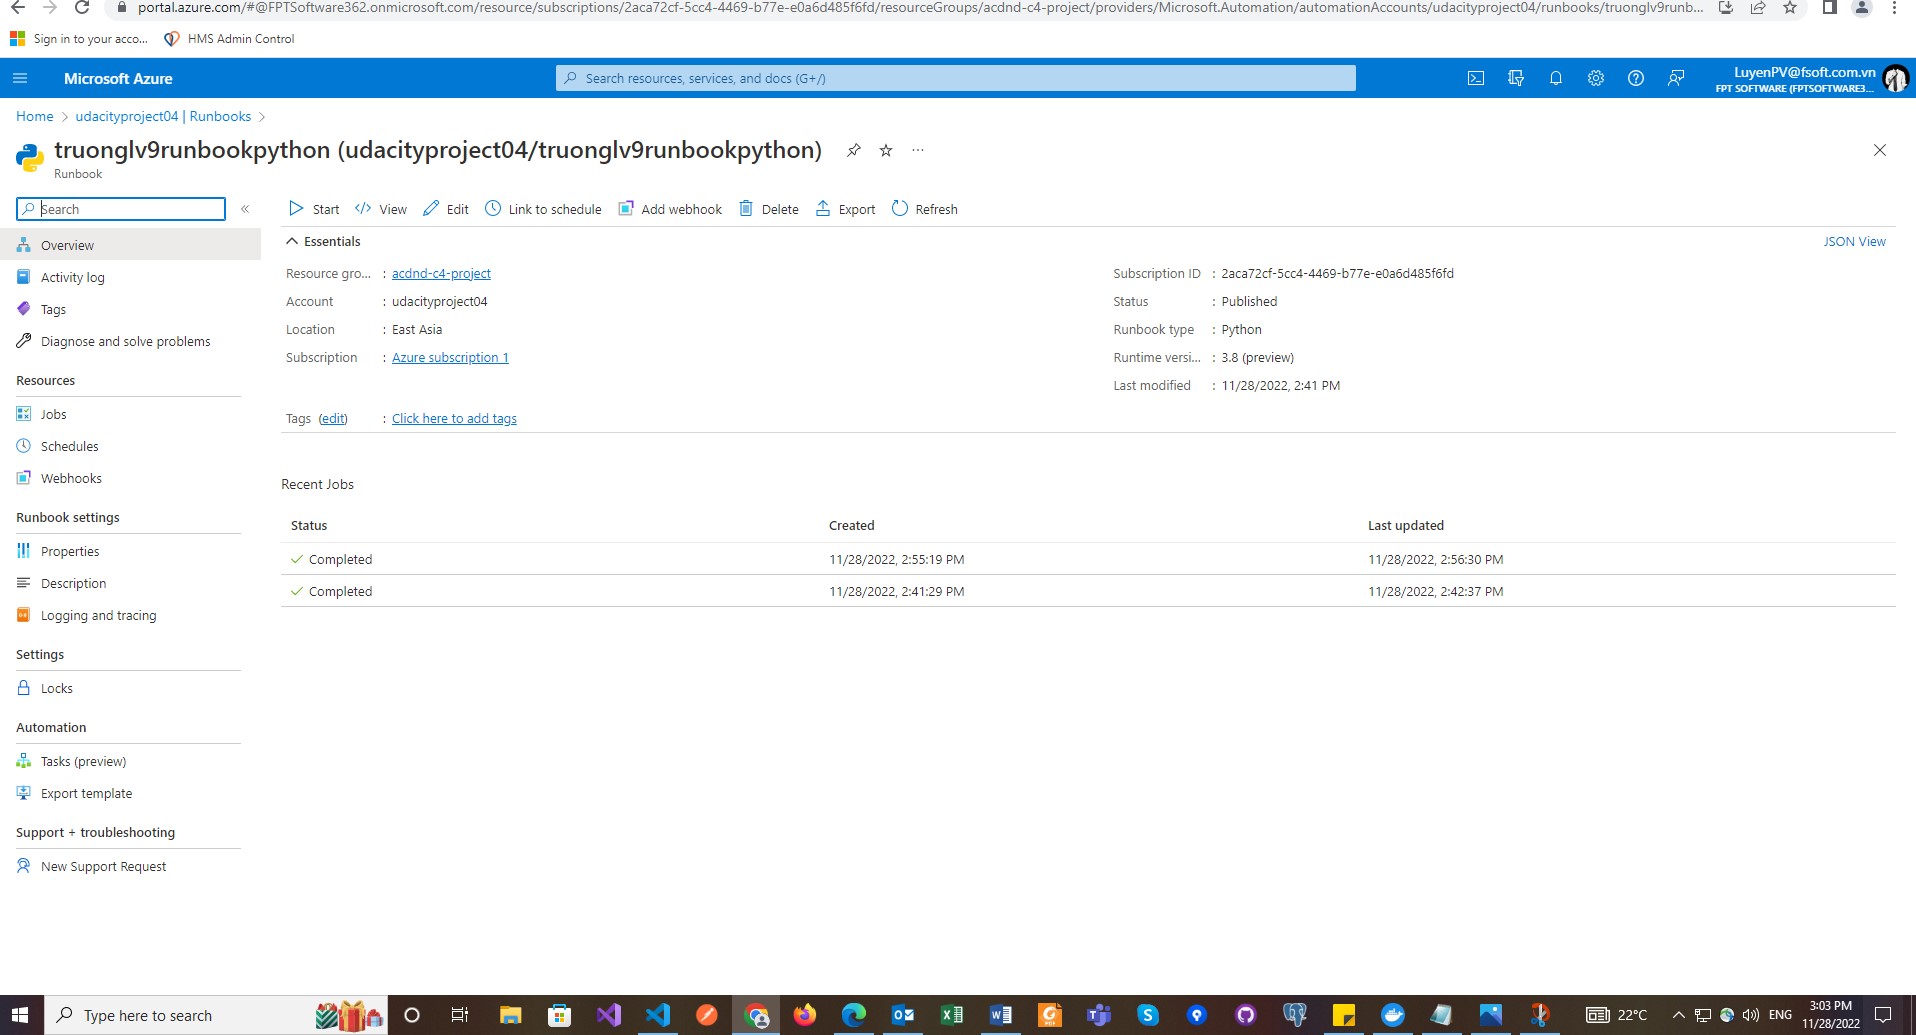 portal.azure.com/#@FPTSoftware362.onmicrosoft.com/resource/subscriptions/2aca72cf-5cc4-4469-b77e-e0a6d485f6fd/resourceGroups/acdnd-c4-project/providers/Microsoft.Automation/automationAccounts/udacityproject04/runbooks/truonglv9runb...
Sign in to your acco...
HMS Admin Control
Microsoft Azure
Search resources, services, and docs (G+/)
LuyenPV@fsoft.com.vn
FPT SOFTWARE (FPTSOFTWARE3...
Home > udacityproject04 | Runbooks >
truonglv9runbookpython (udacityproject04/truonglv9runbookpython)
Runbook
Search
Overview
Activity log
Tags
Diagnose and solve problems
Resources
Jobs
Schedules
Webhooks
Runbook settings
Properties
Description
Logging and tracing
Settings
Locks
Automation
Tasks (preview)
Export template
Support + troubleshooting
New Support Request
Start View Edit Link to schedule Add webhook Delete Export Refresh
Essentials
JSON View
Resource gro... : acdnd-c4-project
Account : udacityproject04
Location : East Asia
Subscription : Azure subscription 1
Subscription ID : 2aca72cf-5cc4-4469-b77e-e0a6d485f6fd
Status : Published
Runbook type : Python
Runtime versi... : 3.8 (preview)
Last modified : 11/28/2022, 2:41 PM
Tags (edit) : Click here to add tags
Recent Jobs
Status Created Last updated
Completed 11/28/2022, 2:55:19 PM 11/28/2022, 2:56:30 PM
Completed 11/28/2022, 2:41:29 PM 11/28/2022, 2:42:37 PM
Type here to search
22°C
ENG
3:03 PM
11/28/2022